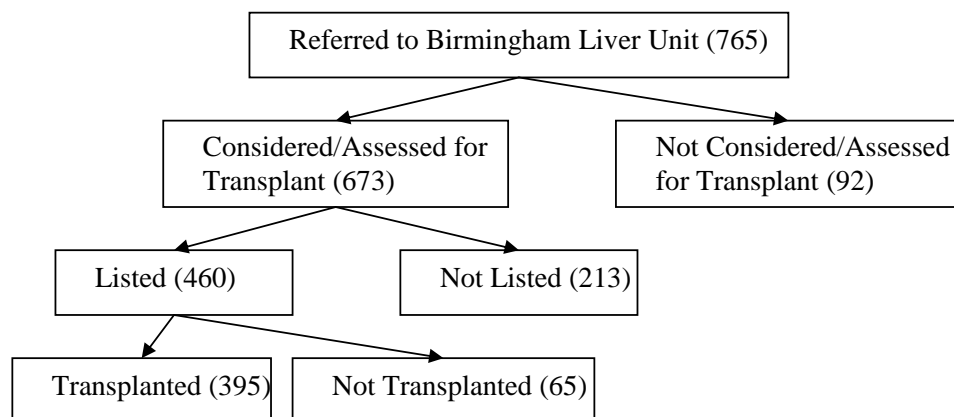 Referred to Birmingham Liver Unit (765)
Considered/Assessed for
Transplant (673)
Not Considered/Assessed
for Transplant (92)
Listed (460)
Not Listed (213)
Transplanted (395)
Not Transplanted (65)